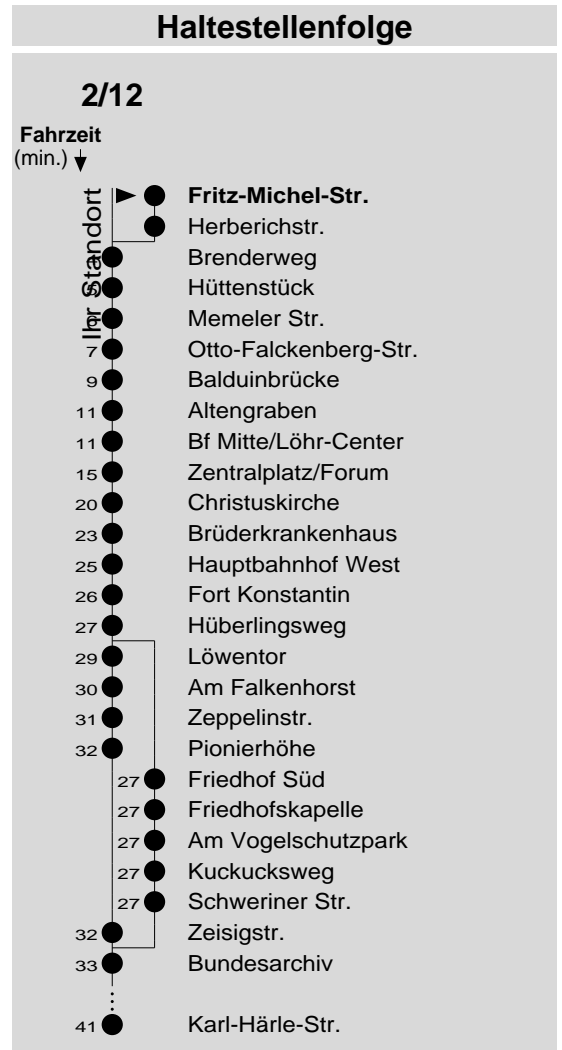 Haltestellenfolge
2/12
Fahrzeit
(min.)
Ihr Standort
Fritz-Michel-Str.
Herberichstr.
4 Brenderweg
5 Hüttenstück
6 Memeler Str.
7 Otto-Falckenberg-Str.
9 Balduinbrücke
11 Altengraben
11 Bf Mitte/Löhr-Center
15 Zentralplatz/Forum
20 Christuskirche
23 Brüderkrankenhaus
25 Hauptbahnhof West
26 Fort Konstantin
27 Hüberlingsweg
29 Löwentor
30 Am Falkenhorst
31 Zeppelinstr.
32 Pionierhöhe
27 Friedhof Süd
27 Friedhofskapelle
27 Am Vogelschutzpark
27 Kuckucksweg
27 Schweriner Str.
32 Zeisigstr.
33 Bundesarchiv
41 Karl-Härle-Str.